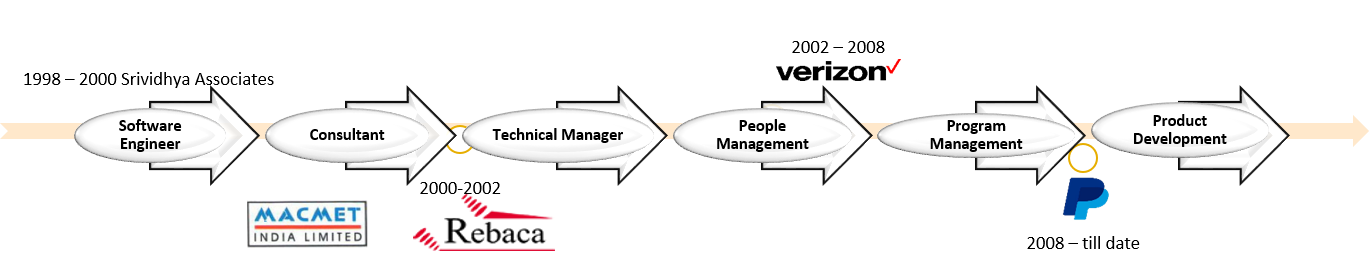 2002 – 2008
verizon
1998 – 2000 Srividhya Associates
Software
Engineer
Consultant
Technical Manager
People
Management
Program
Management
Product
Development
2000-2002
MACMET
INDIA LIMITED
Rebaca
2008 – till date